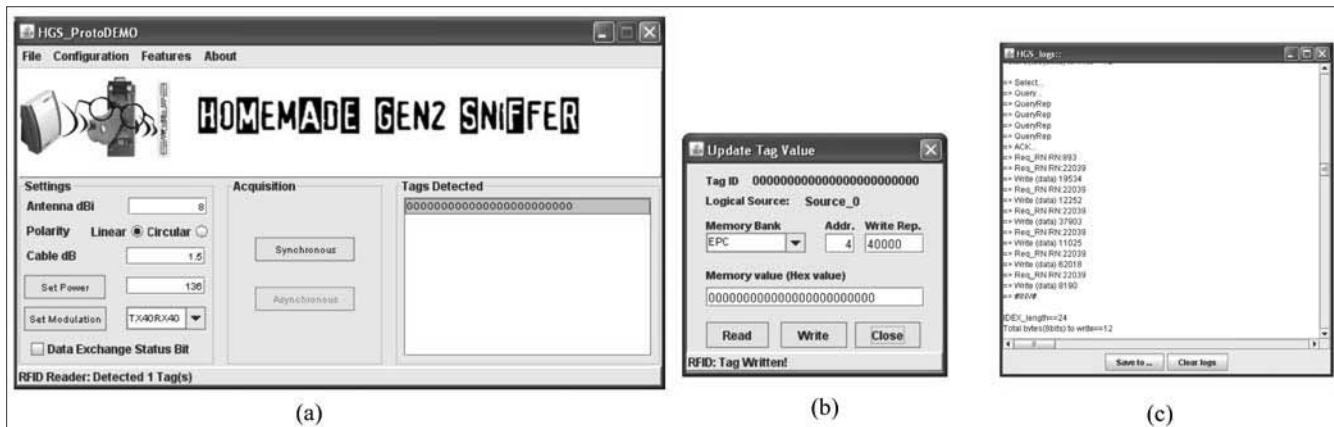 HGS_ProtoDEMO
File Configuration Features About
HOMEMADE GEN2 SNIFFER
Settings
Antenna dBi 8
Polarity Linear Circular
Cable dB 1.5
Set Power 136
Set Modulation TX40RX40
Data Exchange Status Bit
Acquisition
Synchronous
Asynchronous
Tags Detected
000000000000000000000000
RFID Reader: Detected 1 Tag(s)
(a)
Update Tag Value
Tag ID 000000000000000000000000
Logical Source: Source_0
Memory Bank Addr. Write Rep.
EPC 4 40000
Memory value (Hex value)
000000000000000000000000
Read Write Close
RFID: Tag Written!
(b)
HGS_logs::
=> Select...
=> Query...
=> QueryRep
=> QueryRep
=> QueryRep
=> QueryRep
=> ACK...
=> Req_RN RN:893
=> Req_RN RN:22039
=> Write (data) 19534
=> Req_RN RN:22039
=> Write (data) 12252
=> Req_RN RN:22039
=> Write (data) 37903
=> Req_RN RN:22039
=> Write (data) 11025
=> Req_RN RN:22039
=> Write (data) 62018
=> Req_RN RN:22039
=> Write (data) 8190
IDEX_length==24
Total bytes(8bits) to write==12
Save to ... Clear logs
(c)